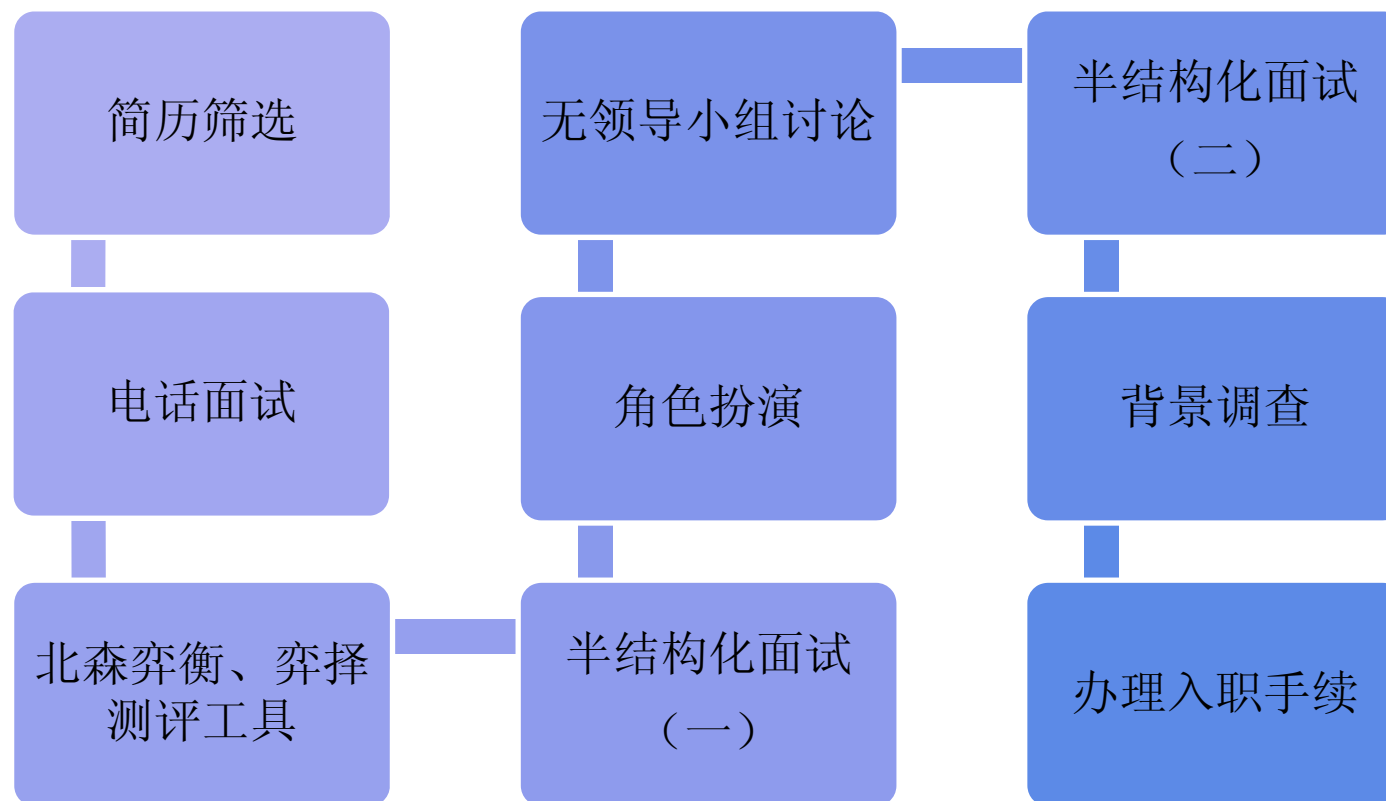 简历筛选
电话面试
北森弈衡、弈择
测评工具
半结构化面试
（一）
角色扮演
无领导小组讨论
半结构化面试
（二）
背景调查
办理入职手续